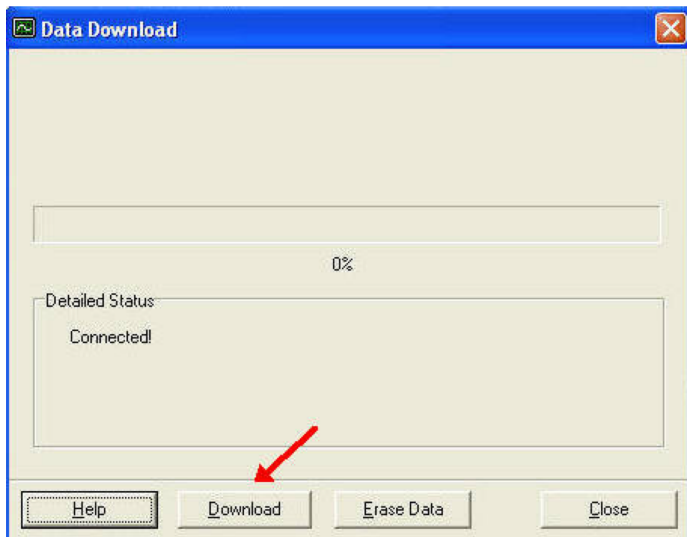 Data Download
0%
Detailed Status
Connected!
Help Download Erase Data Close